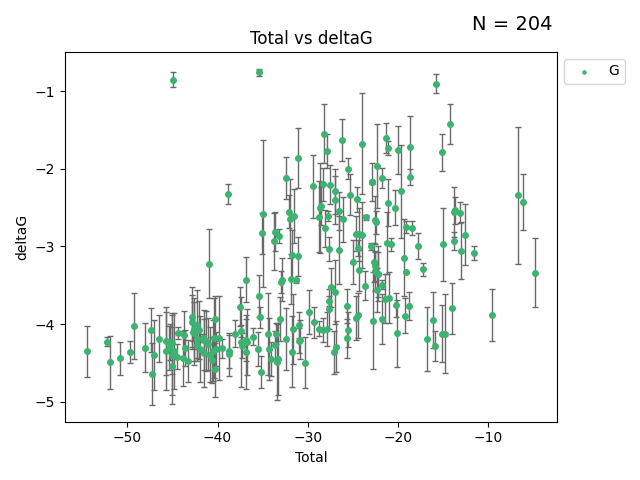 N = 204
Total vs deltaG
G
−1
−2
−3
−4
−5
deltaG
−50
−40
−30
−20
−10
Total